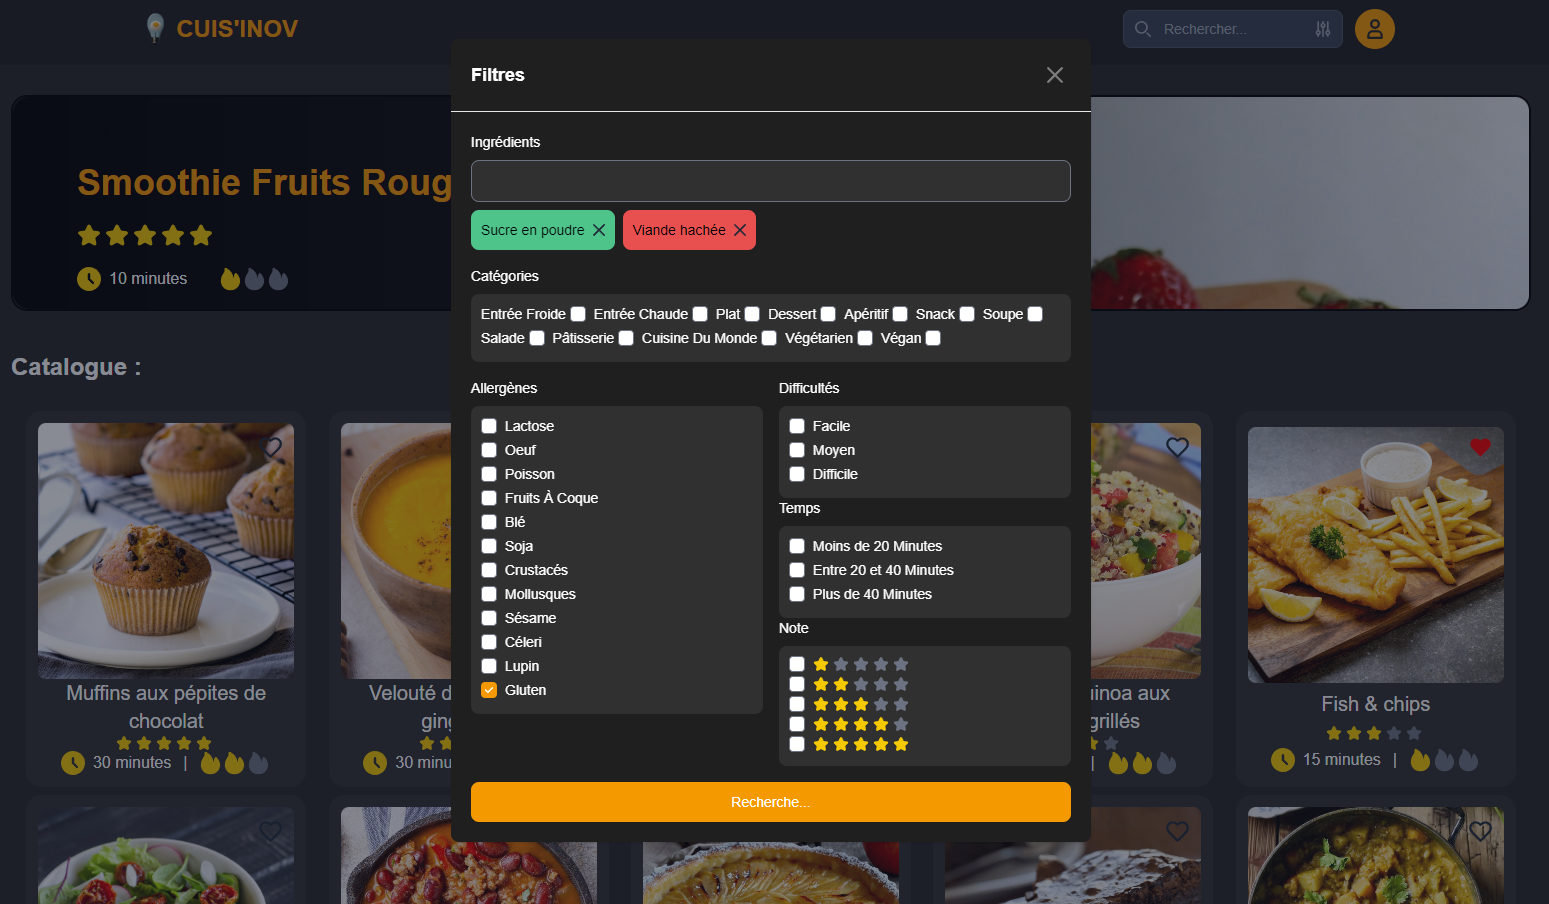 CUIS'INOV
Rechercher...
Filtres
Ingrédients
Smoothie Fruits Roug
Sucre en poudre
Viande hachée
10 minutes
Catégories
Entrée Froide Entrée Chaude Plat Dessert Apéritif Snack Soupe
Salade Pâtisserie Cuisine Du Monde Végétarien Végan
Catalogue :
Allergènes
Lactose
Oeuf
Poisson
Fruits À Coque
Blé
Soja
Crustacés
Mollusques
Sésame
Céleri
Lupin
Gluten
Difficultés
Facile
Moyen
Difficile
Temps
Moins de 20 Minutes
Entre 20 et 40 Minutes
Plus de 40 Minutes
Note
Recherche...
Muffins aux pépites de
chocolat
30 minutes |
Velouté d
ging
30 minu
uinoa aux
grillés
|
Fish & chips
15 minutes |